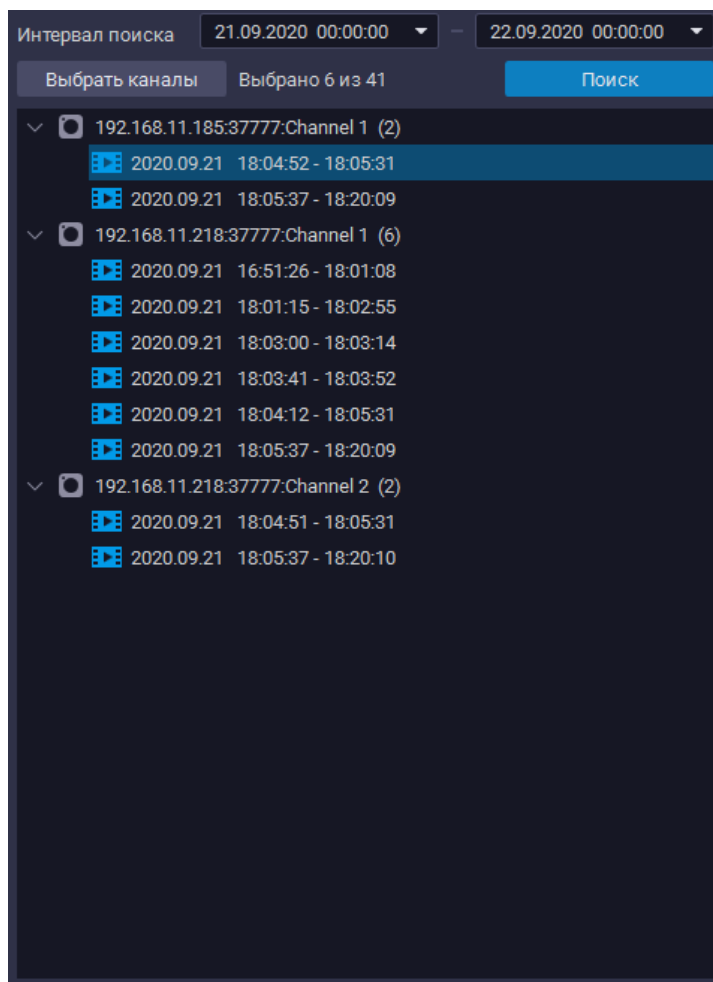 Интервал поиска 21.09.2020 00:00:00 – 22.09.2020 00:00:00
Выбрать каналы Выбрано 6 из 41 Поиск
192.168.11.185:37777:Channel 1 (2)
2020.09.21 18:04:52 - 18:05:31
2020.09.21 18:05:37 - 18:20:09
192.168.11.218:37777:Channel 1 (6)
2020.09.21 16:51:26 - 18:01:08
2020.09.21 18:01:15 - 18:02:55
2020.09.21 18:03:00 - 18:03:14
2020.09.21 18:03:41 - 18:03:52
2020.09.21 18:04:12 - 18:05:31
2020.09.21 18:05:37 - 18:20:09
192.168.11.218:37777:Channel 2 (2)
2020.09.21 18:04:51 - 18:05:31
2020.09.21 18:05:37 - 18:20:10